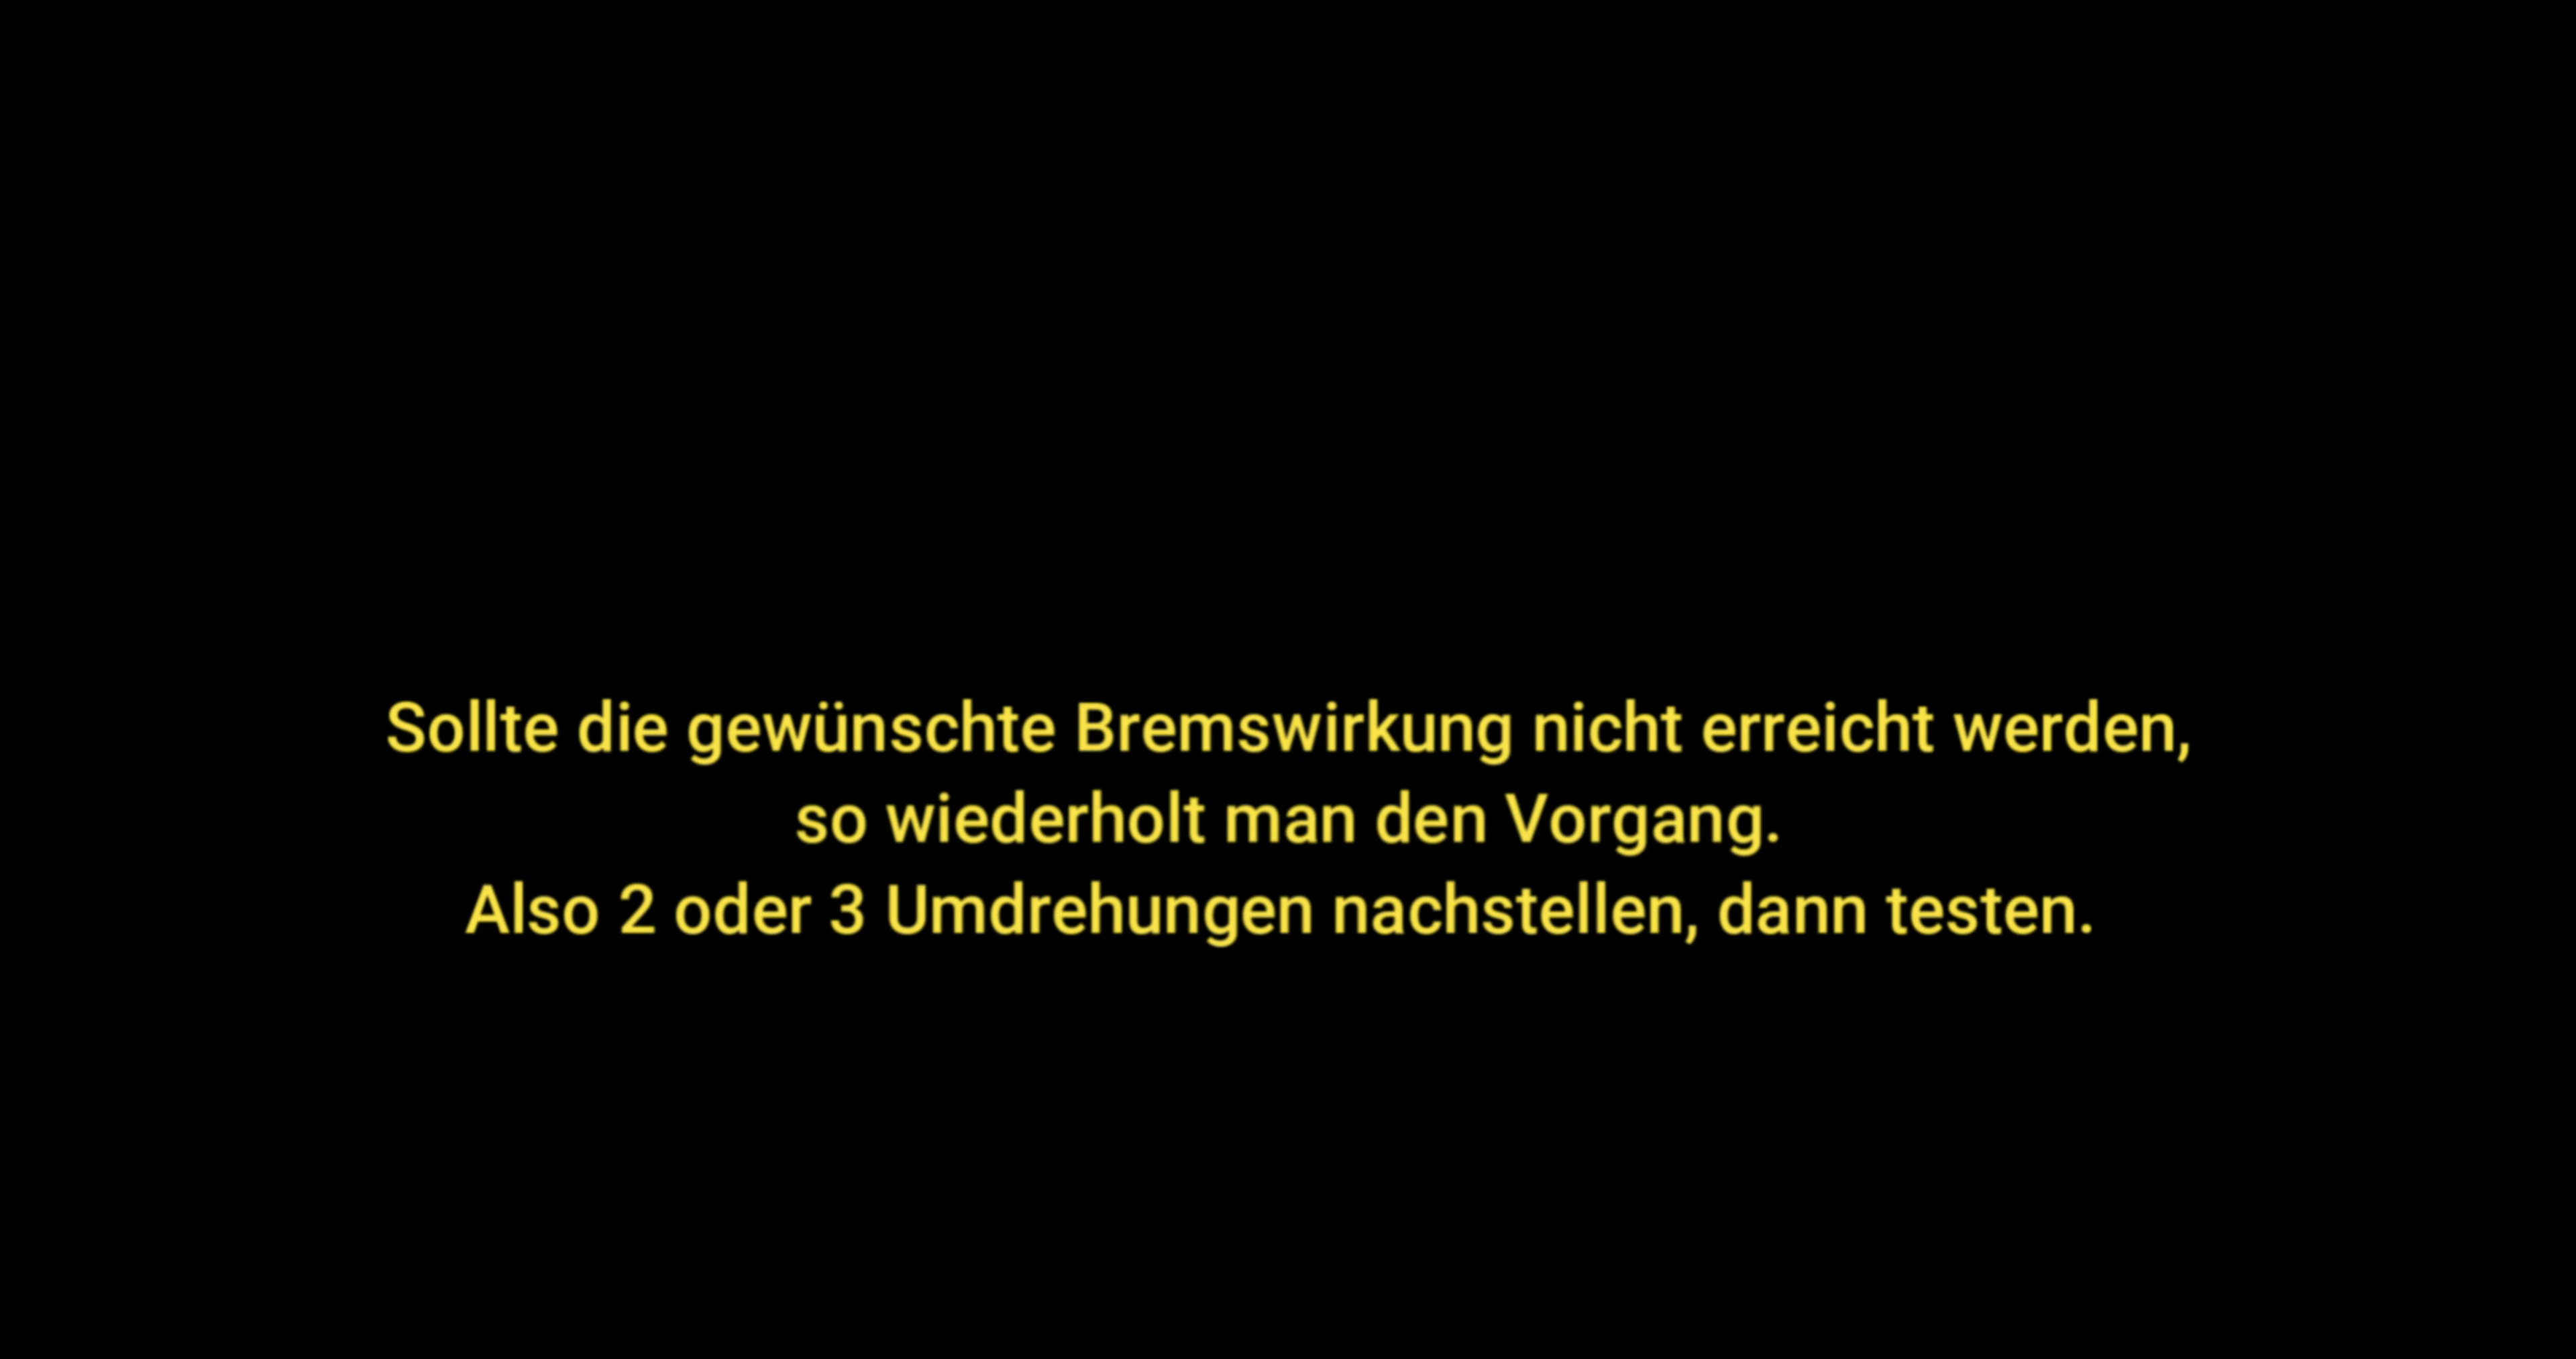 Sollte die gewünschte Bremswirkung nicht erreicht werden,
so wiederholt man den Vorgang.
Also 2 oder 3 Umdrehungen nachstellen, dann testen.